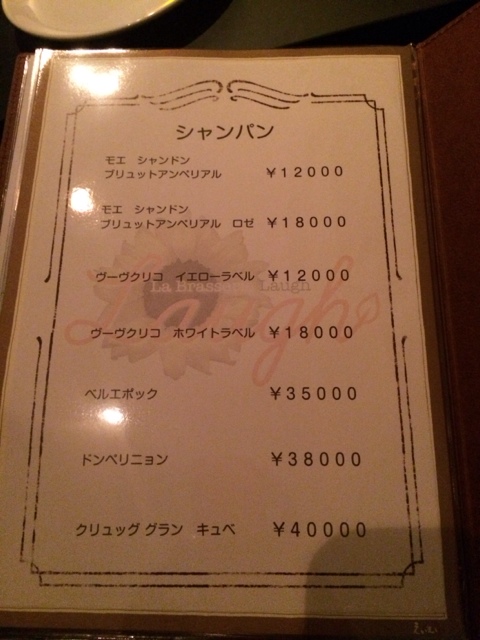 シャンパン
モエ シャンドン
ブリュットアンペリアル ￥12000
モエ シャンドン
ブリュットアンペリアル ロゼ ￥18000
ヴーヴクリコ イエローラベル ￥12000
La Brasserie Laugh
Laugh
ヴーヴクリコ ホワイトラベル ￥18000
ベルエポック ￥35000
ドンペリニョン ￥38000
クリュッグ グラン キュベ ￥40000